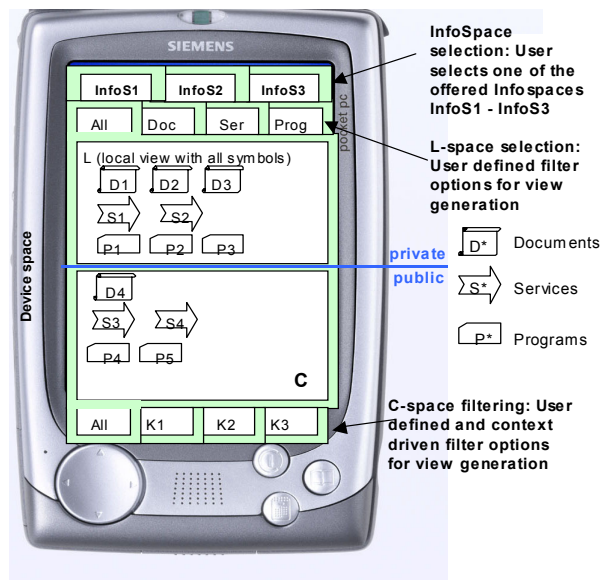 SIEMENS
InfoS1 InfoS2 InfoS3
All Doc Ser Prog
pocket pc
L (local view with all symbols)
D1 D2 D3
S1 S2
P1 P2 P3
private
public
D4
S3 S4
P4 P5
C
All K1 K2 K3
Device space
InfoSpace
selection: User
selects one of the
offered Infospaces
InfoS1 - InfoS3
L-space selection:
User defined filter
options for view
generation
D* Documents
S* Services
P* Programs
C-space filtering: User
defined and context
driven filter options
for view generation